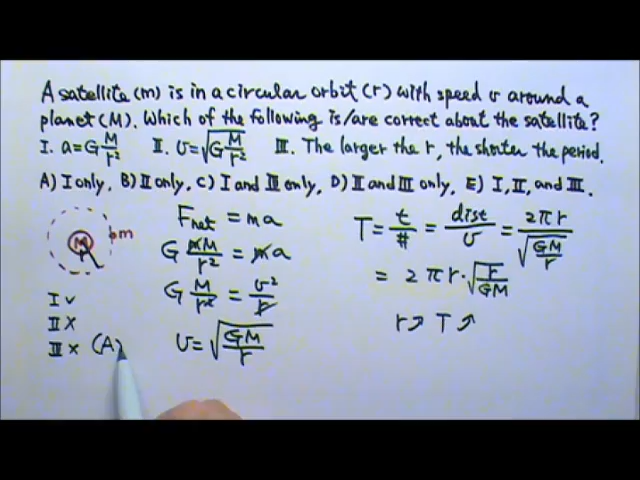 A satellite (m) is in a circular orbit (r) with speed v around a
planet (M). Which of the following is/are correct about the satellite?
I. a=G M/r² II. v=√(G M/r²) III. The larger the r, the shorter the period.
A) I only, B) II only, C) I and III only, D) II and III only, E) I, II, and III.
M m
I ✓
II ×
III × (A)
F_net = ma
G mM/r² = ma
G M/r² = v²/r
v = √(GM/r)
T = t/# = dist/v = 2πr/√(GM/r)
= 2πr·√(r/GM)
r↗ T↗